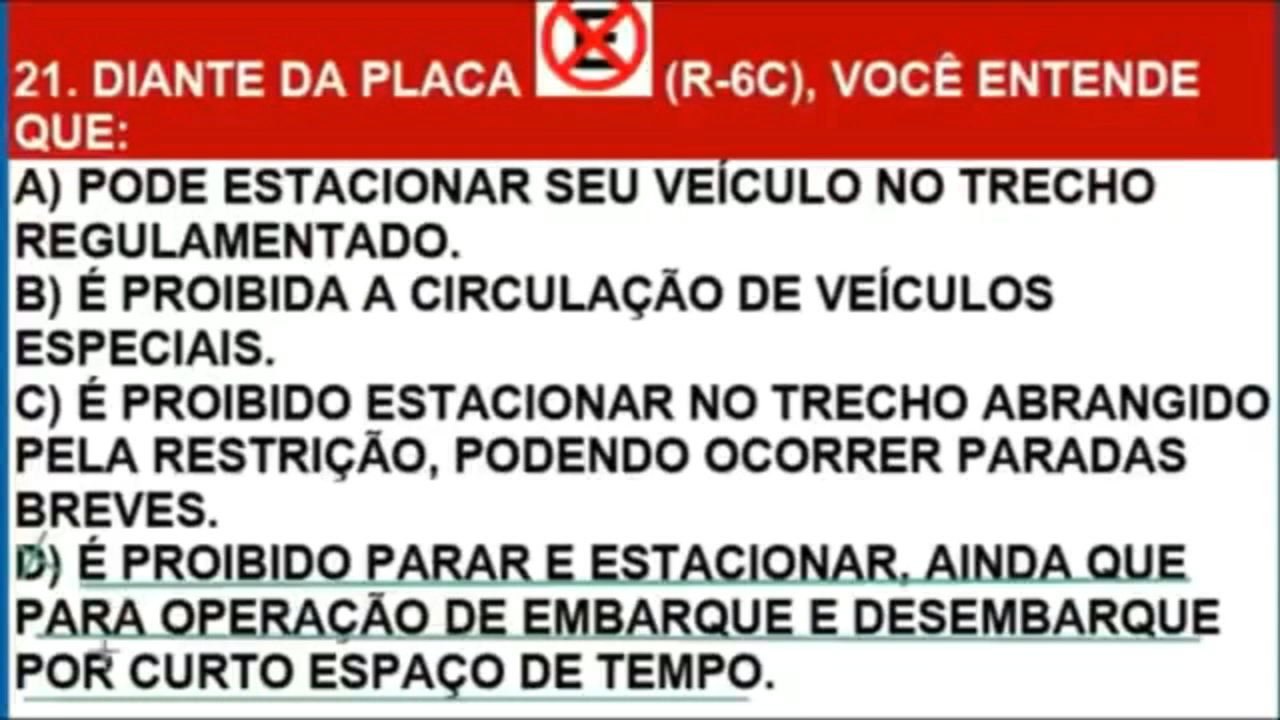 21. DIANTE DA PLACA E (R-6C), VOCÊ ENTENDE
QUE:
A) PODE ESTACIONAR SEU VEÍCULO NO TRECHO
REGULAMENTADO.
B) É PROIBIDA A CIRCULAÇÃO DE VEÍCULOS
ESPECIAIS.
C) É PROIBIDO ESTACIONAR NO TRECHO ABRANGIDO
PELA RESTRIÇÃO, PODENDO OCORRER PARADAS
BREVES.
D) É PROIBIDO PARAR E ESTACIONAR, AINDA QUE
PARA OPERAÇÃO DE EMBARQUE E DESEMBARQUE
POR CURTO ESPAÇO DE TEMPO.